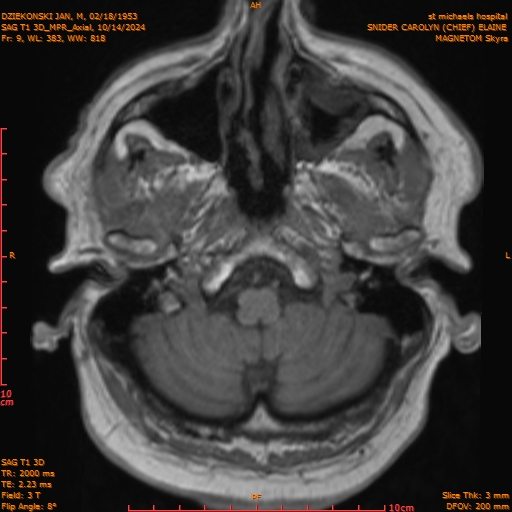 AH
DZIEKONSKI JAN, M, 02/18/1953
st michaels hospital
SAG T1 3D_MPR_Axial, 10/14/2024
SNIDER CAROLYN (CHIEF) ELAINE
Fr: 9, WL: 383, WW: 818
MAGNETOM Skyra
R
L
10
cm
SAG T1 3D
TR: 2000 ms
TE: 2.23 ms
Field: 3 T
Flip Angle: 8°
PF
10cm
Slice Thk: 3 mm
DFOV: 200 mm